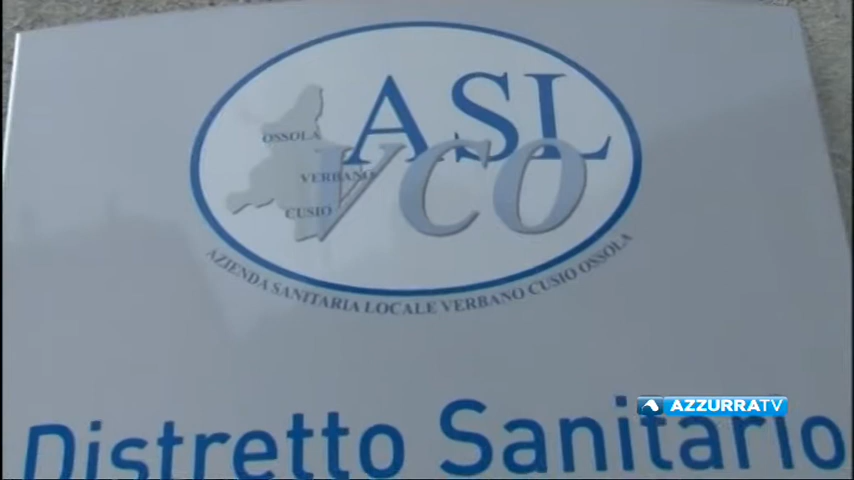 ASL
OSSOLA
VERBANO
VCO
CUSIO
AZIENDA SANITARIA LOCALE VERBANO CUSIO OSSOLA
AZZURRATV
Distretto Sanitario